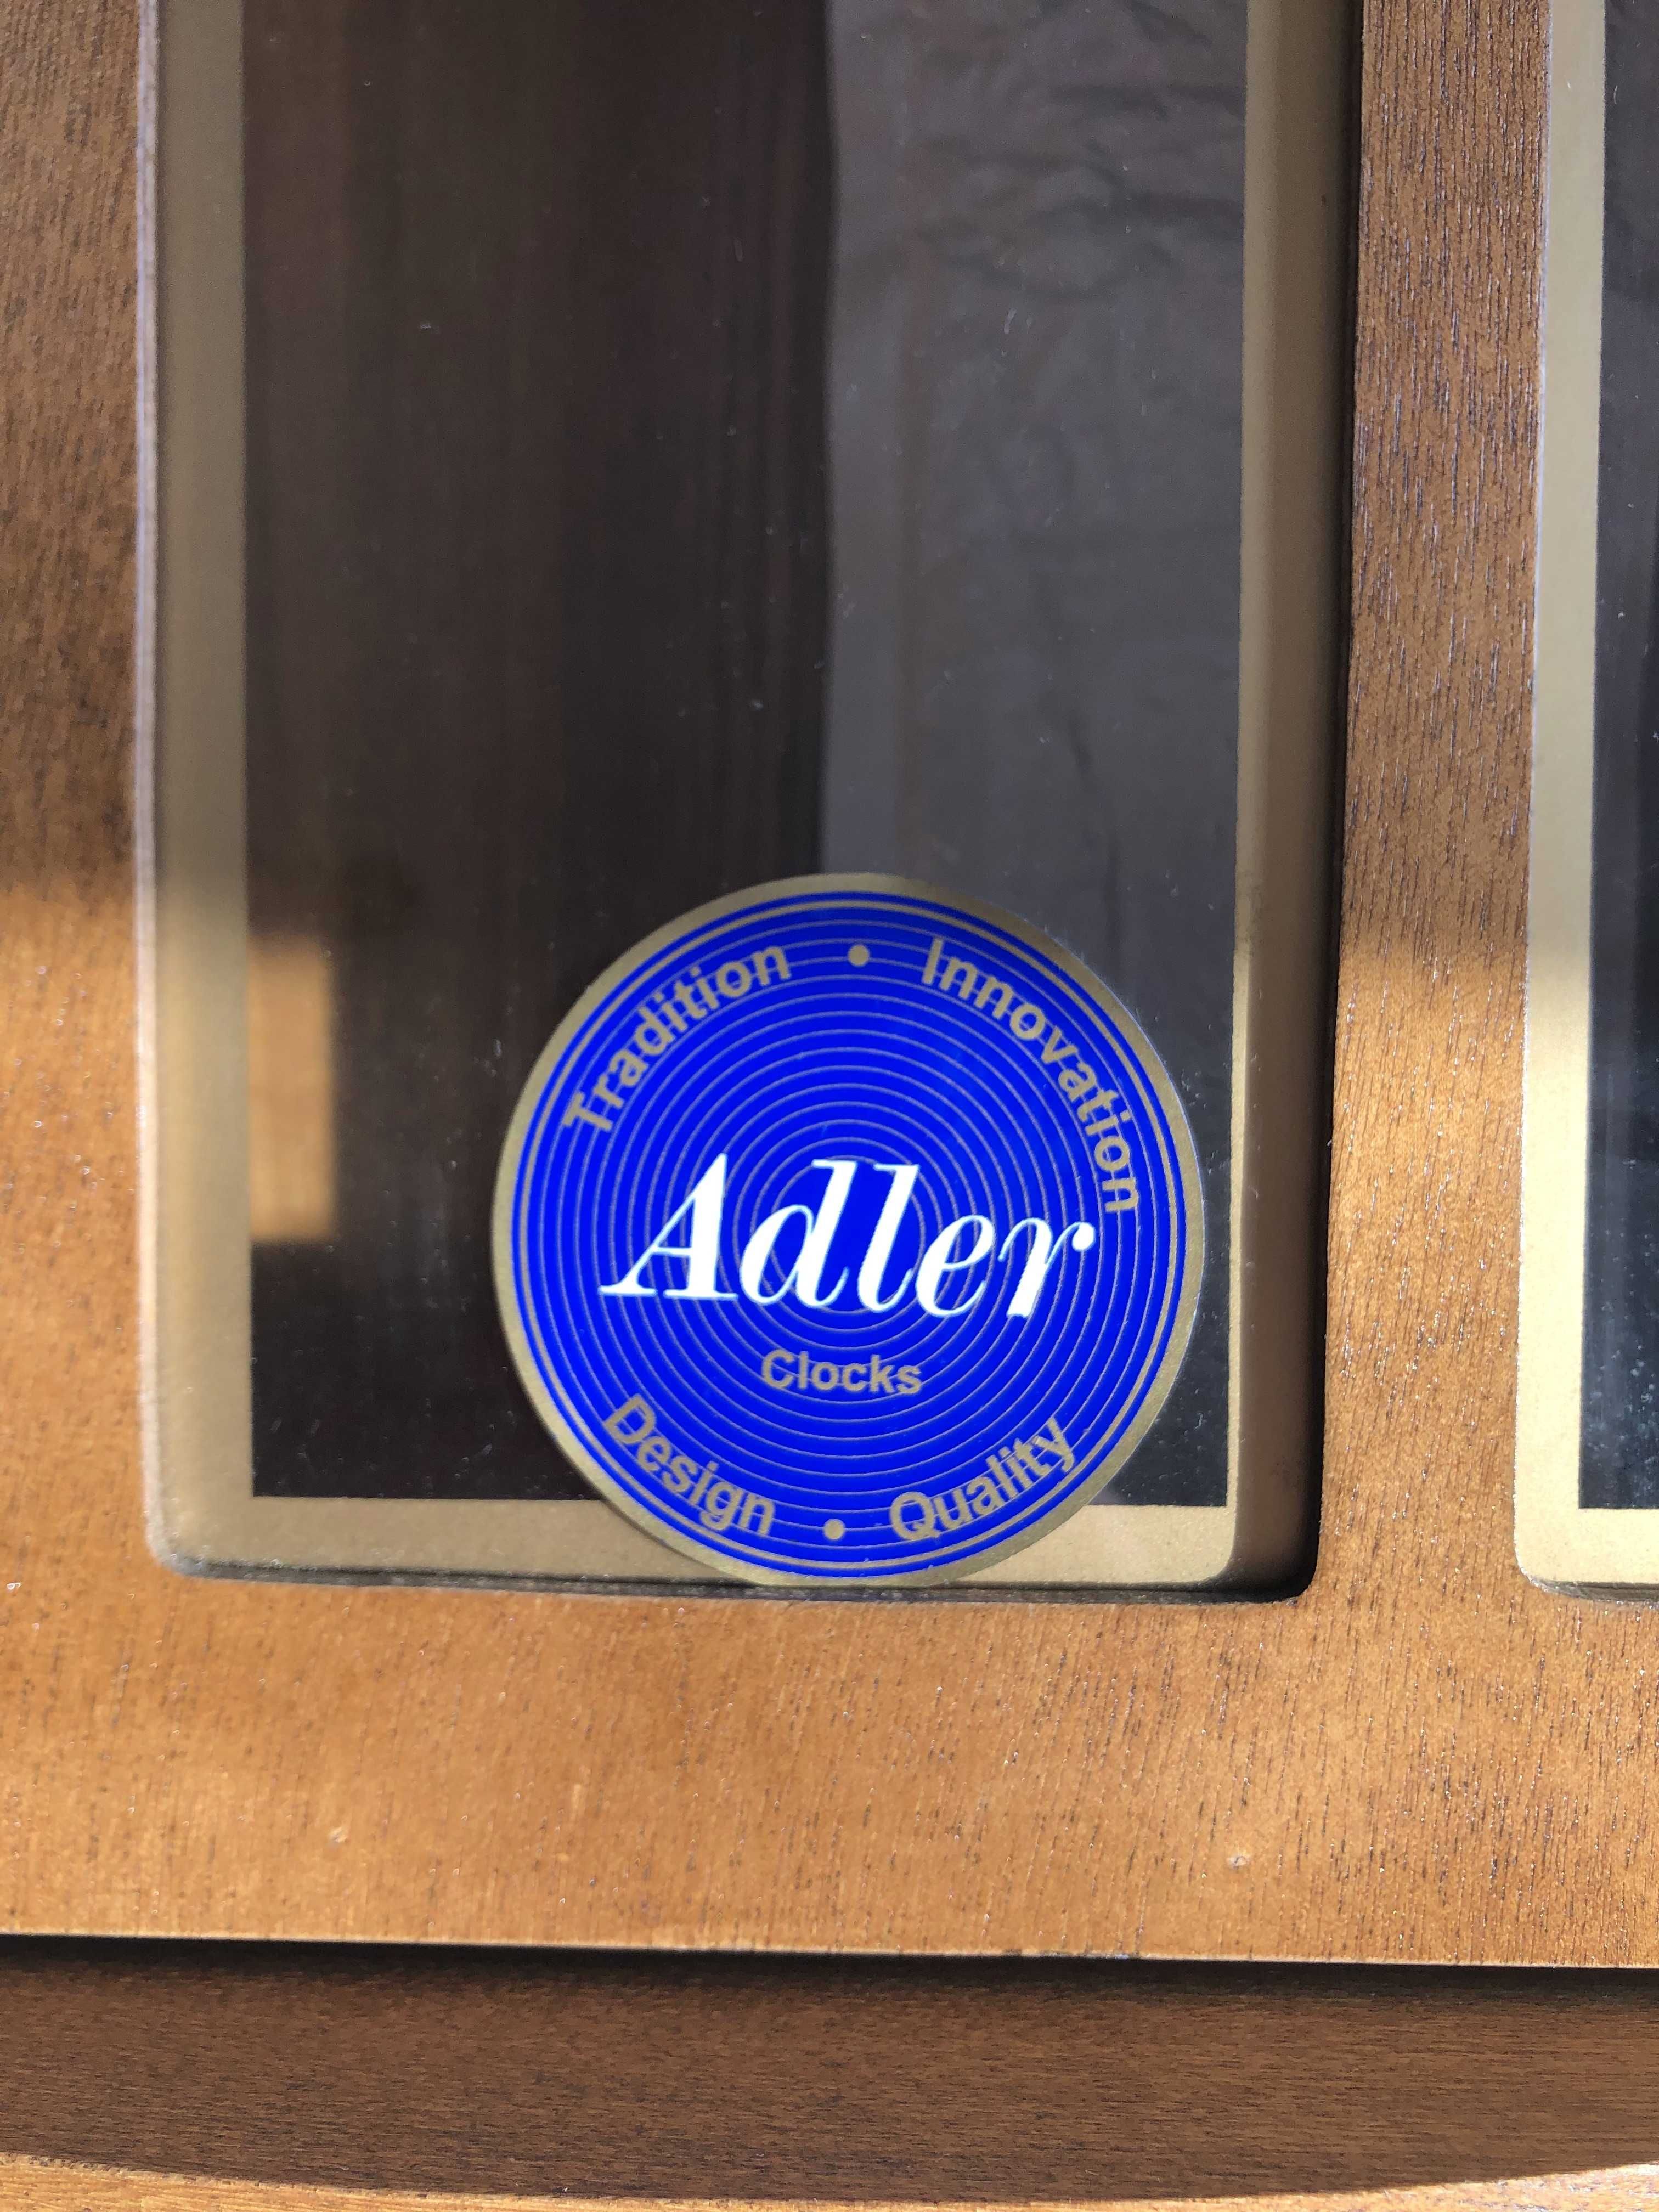 Tradition • Innovation
Adler
Clocks
Design • Quality